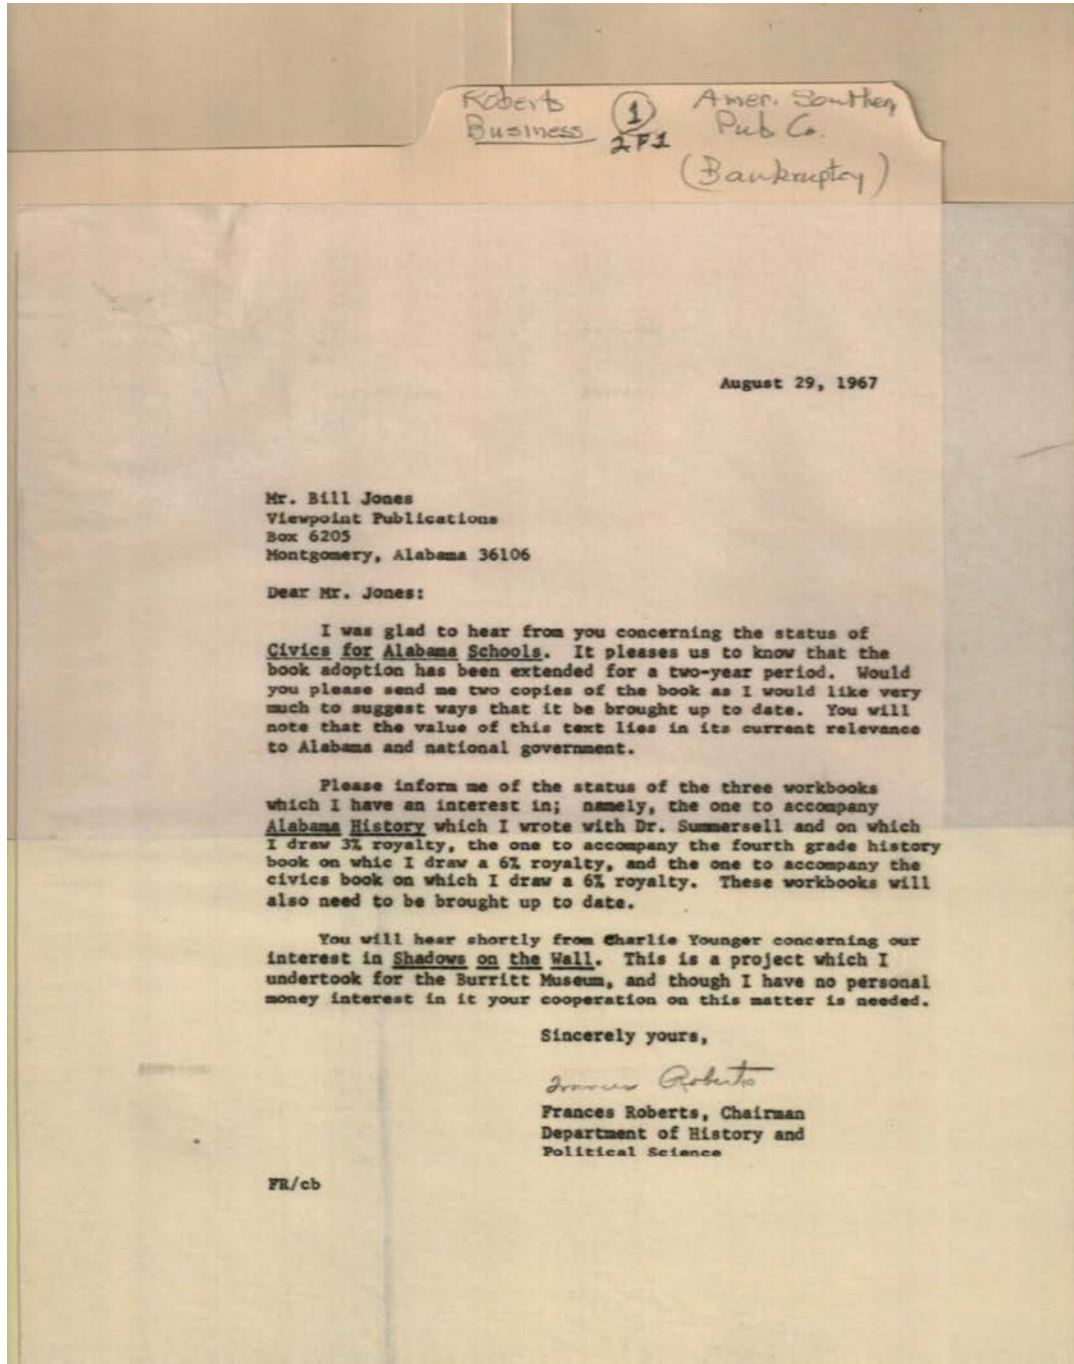 Roberts
Business
1
2F1
Amer. Southern
Pub Co.
(Bankruptcy)
August 29, 1967
Mr. Bill Jones
Viewpoint Publications
Box 6205
Montgomery, Alabama 36106
Dear Mr. Jones:
I was glad to hear from you concerning the status of
Civics for Alabama Schools. It pleases us to know that the
book adoption has been extended for a two-year period. Would
you please send me two copies of the book as I would like very
much to suggest ways that it be brought up to date. You will
note that the value of this text lies in its current relevance
to Alabama and national government.
Please inform me of the status of the three workbooks
which I have an interest in; namely, the one to accompany
Alabama History which I wrote with Dr. Summersell and on which
I draw 3% royalty, the one to accompany the fourth grade history
book on whic I draw a 6% royalty, and the one to accompany the
civics book on which I draw a 6% royalty. These workbooks will
also need to be brought up to date.
You will hear shortly from Charlie Younger concerning our
interest in Shadows on the Wall. This is a project which I
undertook for the Burritt Museum, and though I have no personal
money interest in it your cooperation on this matter is needed.
Sincerely yours,
Frances Roberts
Frances Roberts, Chairman
Department of History and
Political Science
FR/cb